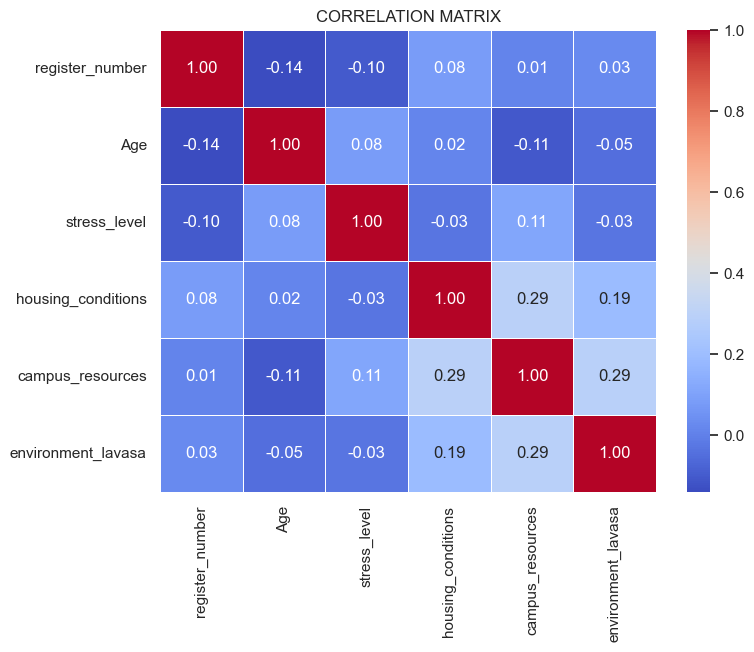 CORRELATION MATRIX
register_number 1.00 -0.14 -0.10 0.08 0.01 0.03
Age -0.14 1.00 0.08 0.02 -0.11 -0.05
stress_level -0.10 0.08 1.00 -0.03 0.11 -0.03
housing_conditions 0.08 0.02 -0.03 1.00 0.29 0.19
campus_resources 0.01 -0.11 0.11 0.29 1.00 0.29
environment_lavasa 0.03 -0.05 -0.03 0.19 0.29 1.00
register_number
Age
stress_level
housing_conditions
campus_resources
environment_lavasa
1.0
0.8
0.6
0.4
0.2
0.0